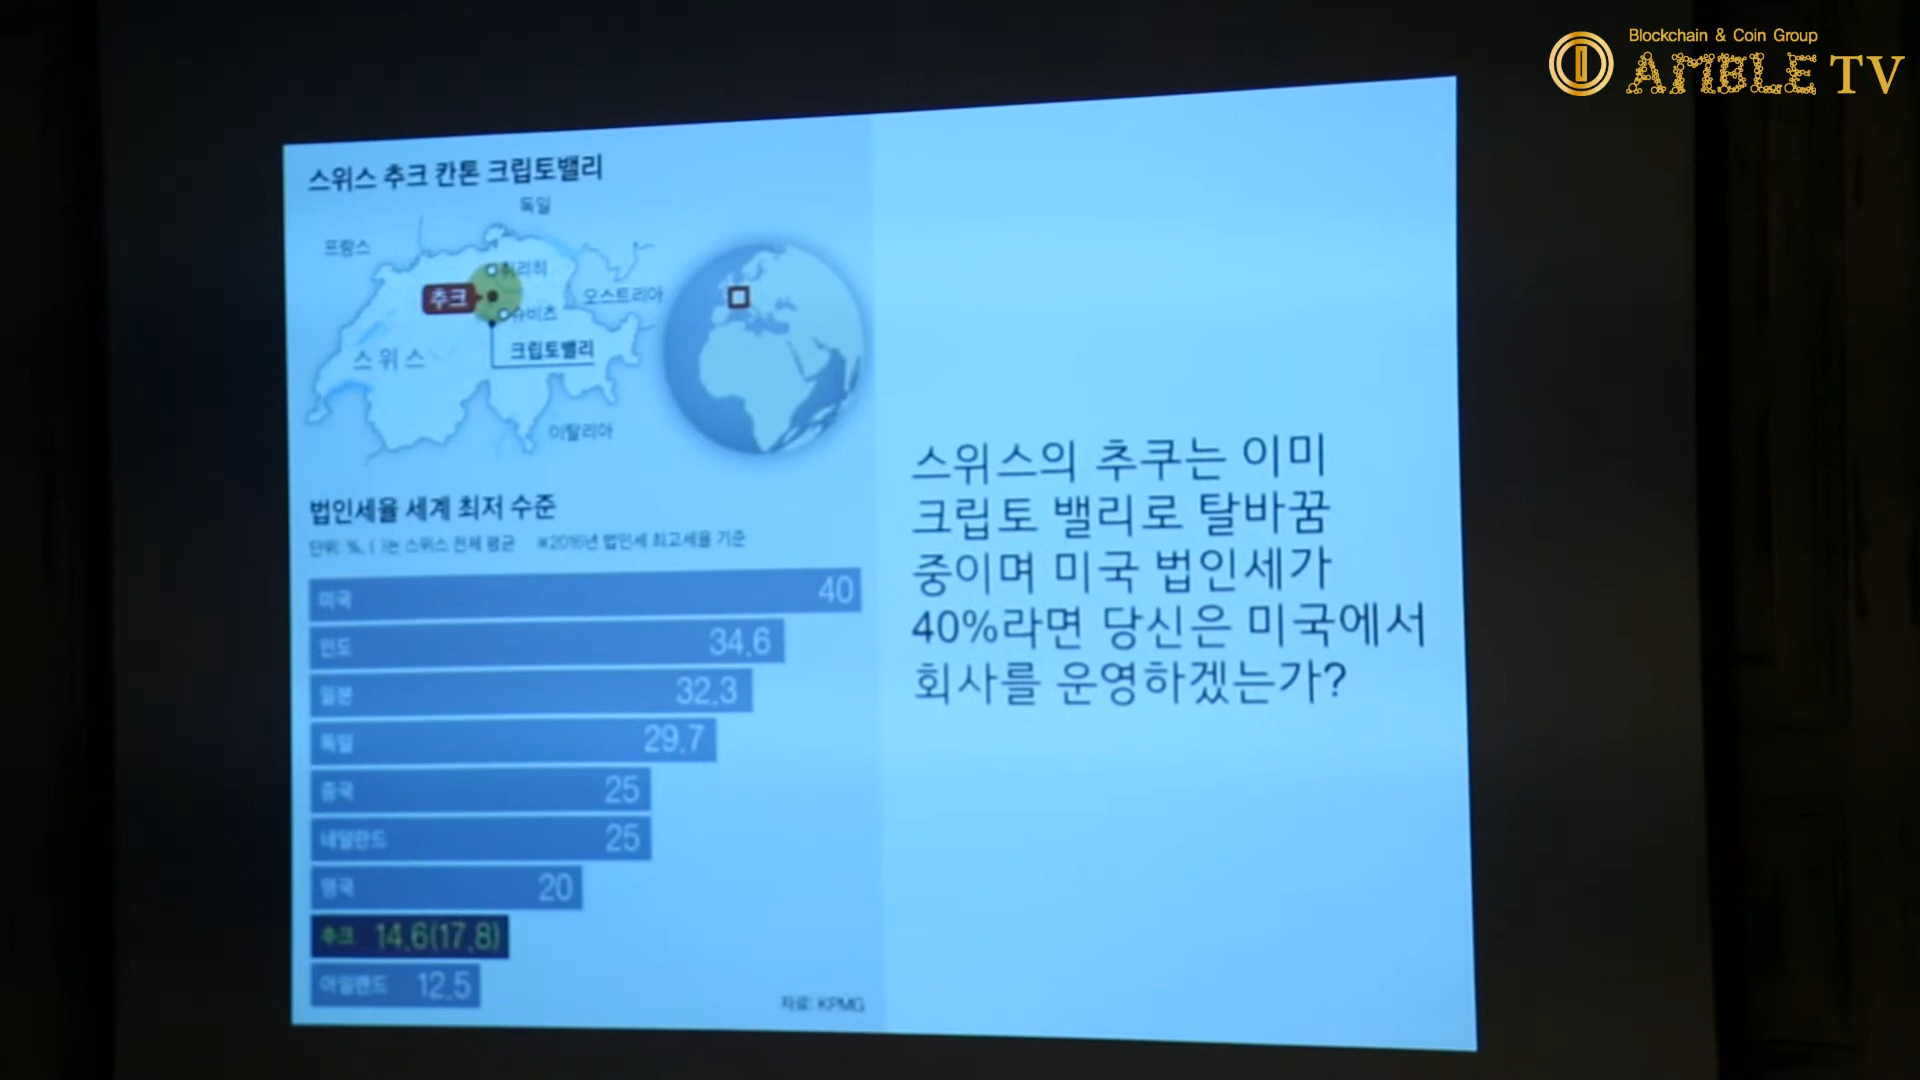 Blockchain & Coin Group
AMBLE TV
스위스 추크 칸톤 크립토밸리
독일
프랑스
취리히
추크
오스트리아
슈비츠
스위스
크립토밸리
이탈리아
법인세율 세계 최저 수준
단위: %, ( )는 스위스 전체 평균 ※2016년 법인세 최고세율 기준
미국 40
인도 34.6
일본 32.3
독일 29.7
중국 25
네덜란드 25
영국 20
추크 14.6(17.8)
아일랜드 12.5
자료: KPMG
스위스의 추쿠는 이미
크립토 밸리로 탈바꿈
중이며 미국 법인세가
40%라면 당신은 미국에서
회사를 운영하겠는가?